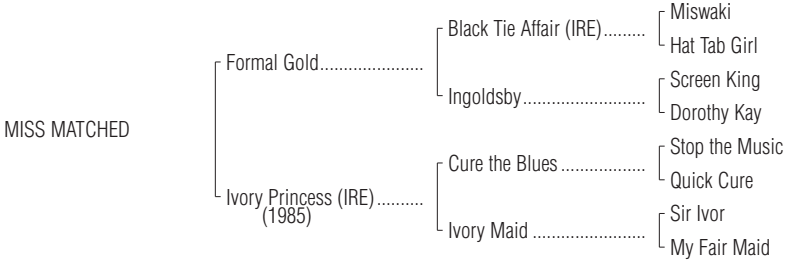 Miswaki
Black Tie Affair (IRE).........
Hat Tab Girl
Formal Gold......................
Screen King
Ingoldsby..........................
Dorothy Kay
MISS MATCHED
Stop the Music
Cure the Blues ..................
Quick Cure
Ivory Princess (IRE)..........
(1985)
Sir Ivor
Ivory Maid ........................
My Fair Maid